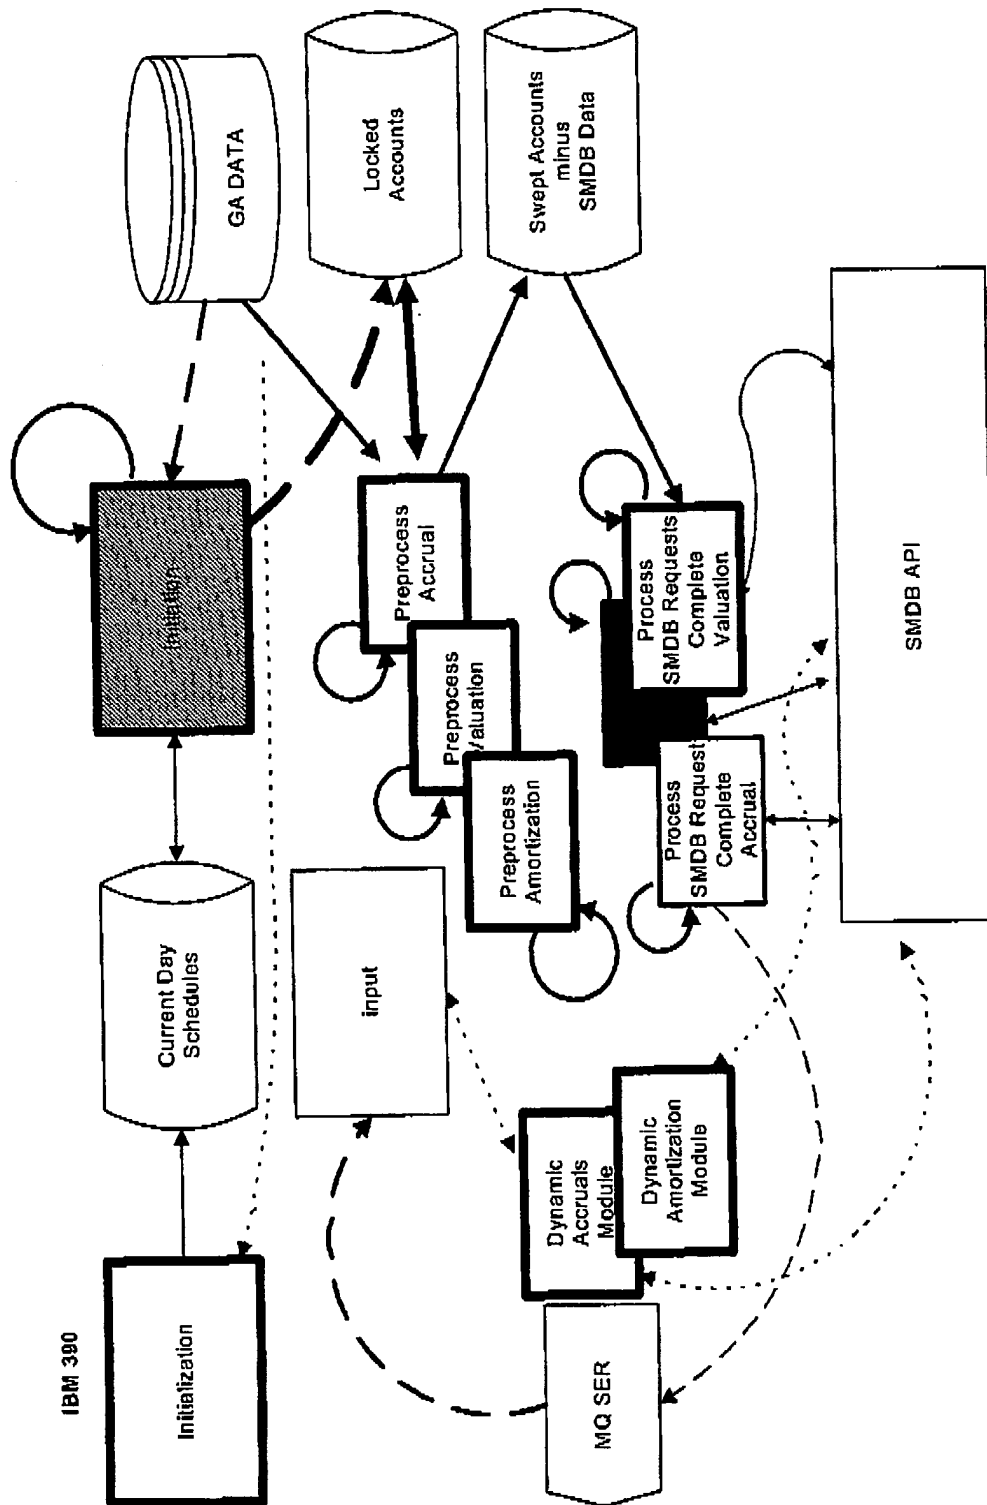 IBM 390
Initialization
Current Day
Schedules
Initiation
GA DATA
input
Locked
Accounts
Preprocess
Accrual
Preprocess
Valuation
Preprocess
Amortization
Swept Accounts
minus
SMDB Data
MQ SER
Dynamic
Accruals
Module
Dynamic
Amortization
Module
Process
SMDB Request
Complete
Accrual
Process
SMDB Requests
Complete
Valuation
SMDB API